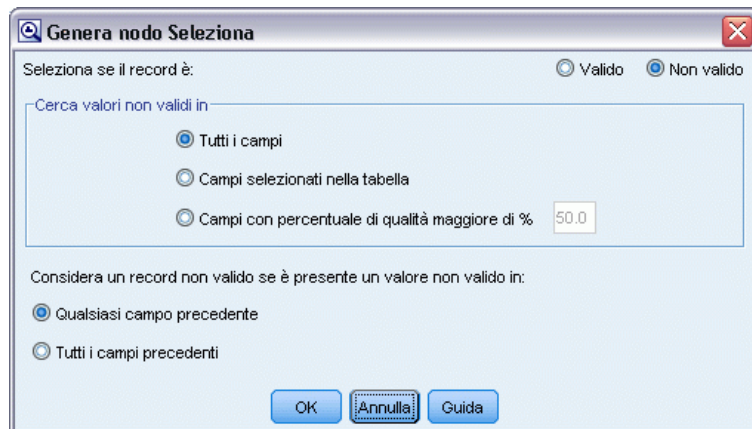 Genera nodo Seleziona
Seleziona se il record è: Valido Non valido
Cerca valori non validi in
Tutti i campi
Campi selezionati nella tabella
Campi con percentuale di qualità maggiore di % 50.0
Considera un record non valido se è presente un valore non valido in:
Qualsiasi campo precedente
Tutti i campi precedenti
OK Annulla Guida